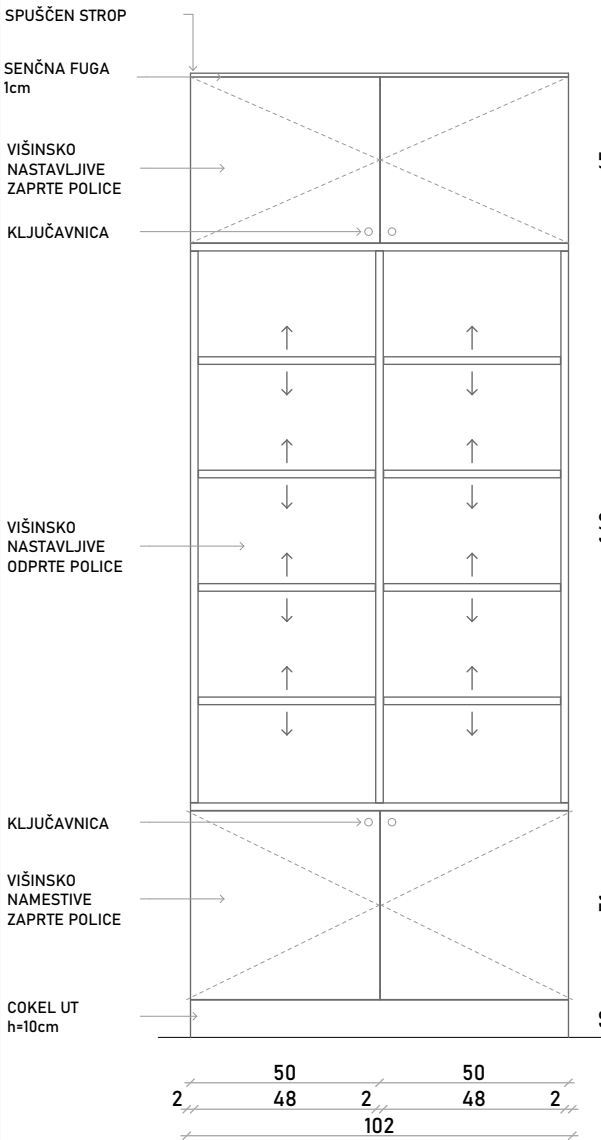 SPUŠČEN STROP
SENČNA FUGA
1cm
VIŠINSKO
NASTAVLJIVE
ZAPRTE POLICE
KLJUČAVNICA
VIŠINSKO
NASTAVLJIVE
ODPRTE POLICE
KLJUČAVNICA
VIŠINSKO
NAMESTIVE
ZAPRTE POLICE
COKEL UT
h=10cm
50 50
2 48 2 48 2
102